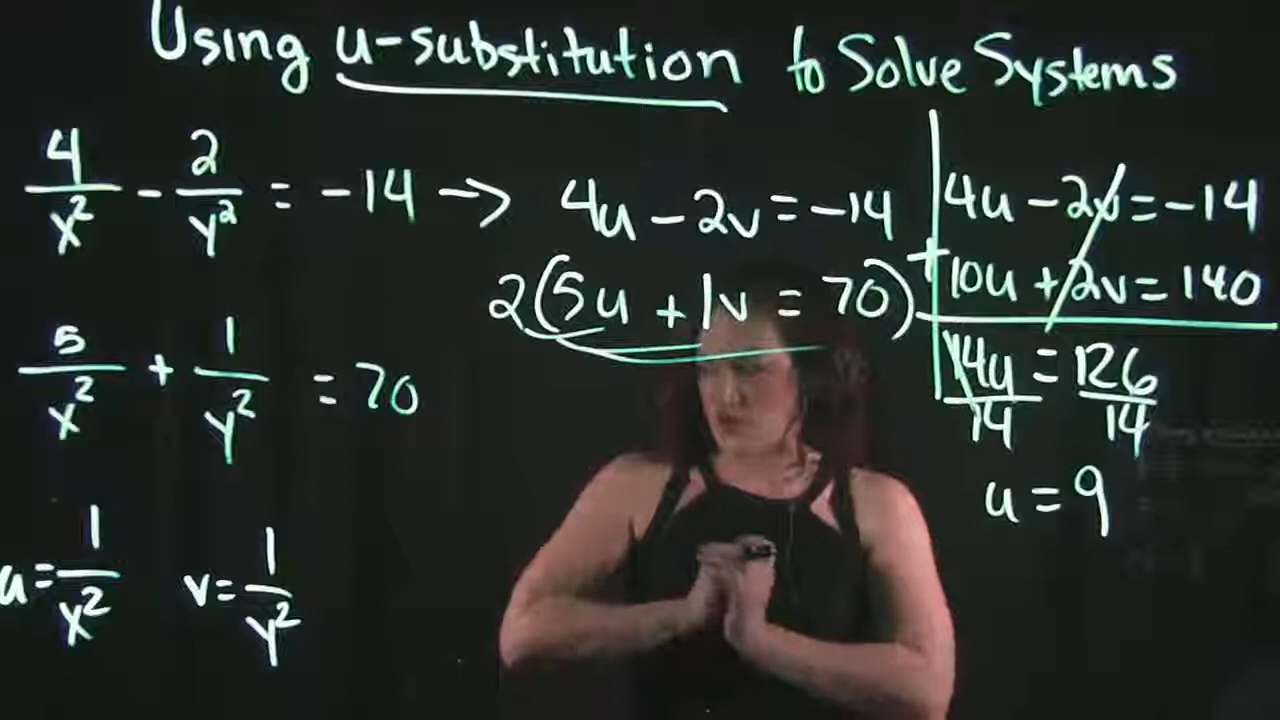 Using u-substitution to Solve Systems
4/x² - 2/y² = -14 →
5/x² + 1/y² = 70
u = 1/x² v = 1/y²
4u - 2v = -14
2(5u + 1v = 70)
4u - 2v = -14
+ 10u + 2v = 140
14u/14 = 126/14
u = 9